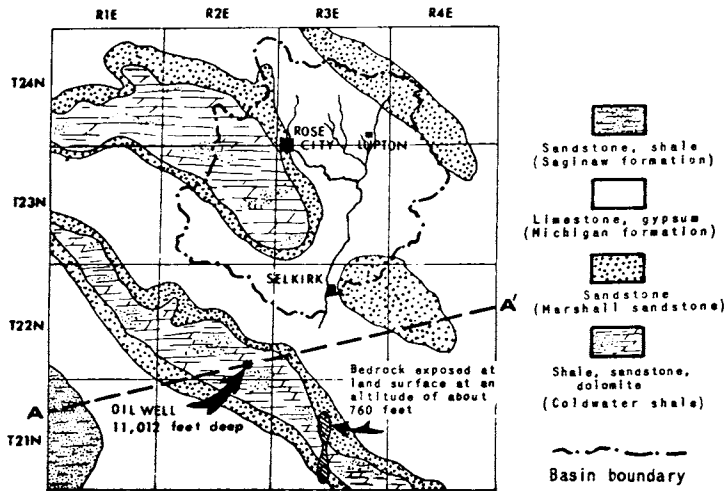 R1E R2E R3E R4E
T24N
T23N
T22N
T21N
ROSE
CITY
LUPTON
SELKIRK
A'
A
Bedrock exposed at
land surface at an
altitude of about
760 feet
OIL WELL
11,012 feet deep
Sandstone, shale
(Saginaw formation)
Limestone, gypsum
(Michigan formation)
Sandstone
(Marshall sandstone)
Shale, sandstone,
dolomite
(Coldwater shale)
Basin boundary